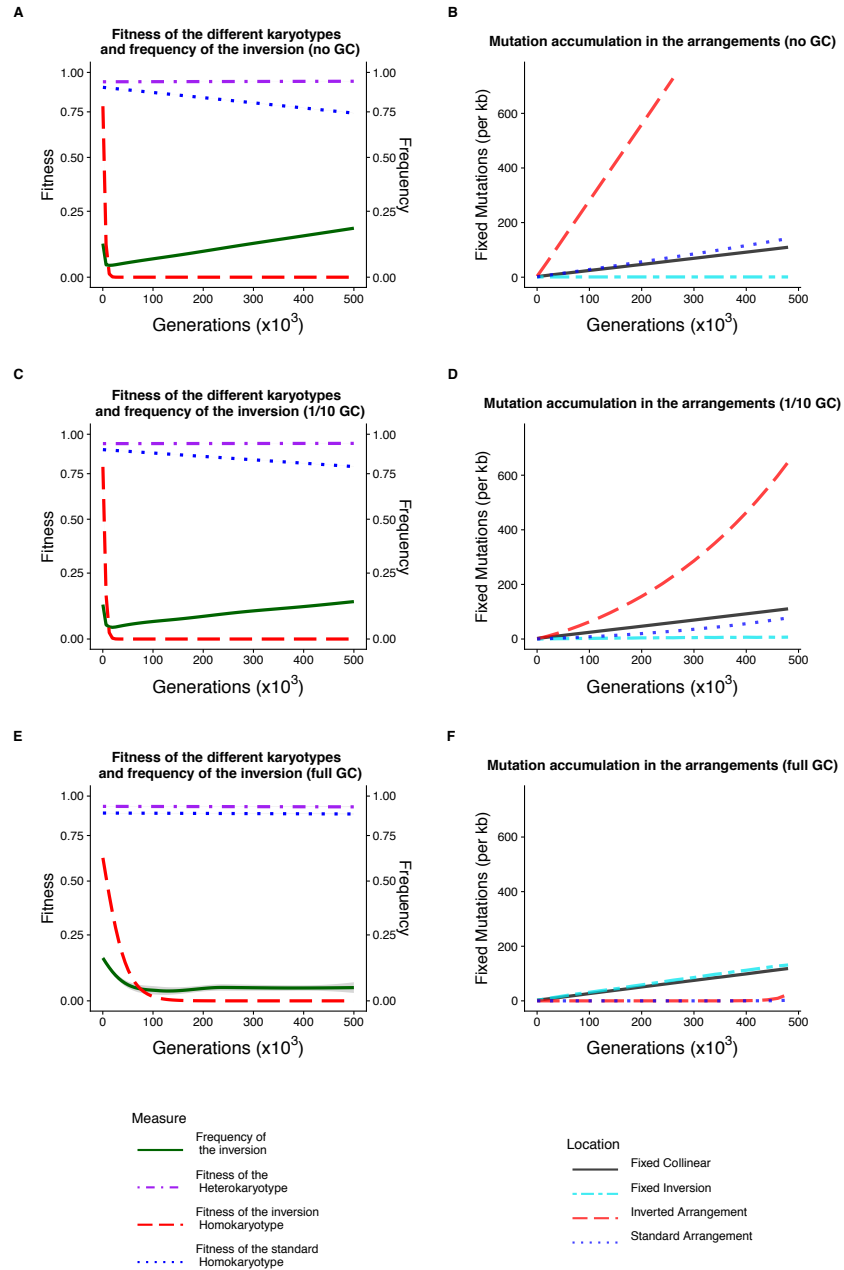 A
Fitness of the different karyotypes
and frequency of the inversion (no GC)
1.00
0.75
0.50
0.25
0.00
Fitness
1.00
0.75
0.50
0.25
0.00
Frequency
0 100 200 300 400 500
Generations (x10³)
B
Mutation accumulation in the arrangements (no GC)
600
400
200
0
Fixed Mutations (per kb)
0 100 200 300 400 500
Generations (x10³)
C
Fitness of the different karyotypes
and frequency of the inversion (1/10 GC)
1.00
0.75
0.50
0.25
0.00
Fitness
1.00
0.75
0.50
0.25
0.00
Frequency
0 100 200 300 400 500
Generations (x10³)
D
Mutation accumulation in the arrangements (1/10 GC)
600
400
200
0
Fixed Mutations (per kb)
0 100 200 300 400 500
Generations (x10³)
E
Fitness of the different karyotypes
and frequency of the inversion (full GC)
1.00
0.75
0.50
0.25
0.00
Fitness
1.00
0.75
0.50
0.25
0.00
Frequency
0 100 200 300 400 500
Generations (x10³)
F
Mutation accumulation in the arrangements (full GC)
600
400
200
0
Fixed Mutations (per kb)
0 100 200 300 400 500
Generations (x10³)
Measure
Frequency of
the inversion
Fitness of the
Heterokaryotype
Fitness of the inversion
Homokaryotype
Fitness of the standard
Homokaryotype
Location
Fixed Collinear
Fixed Inversion
Inverted Arrangement
Standard Arrangement